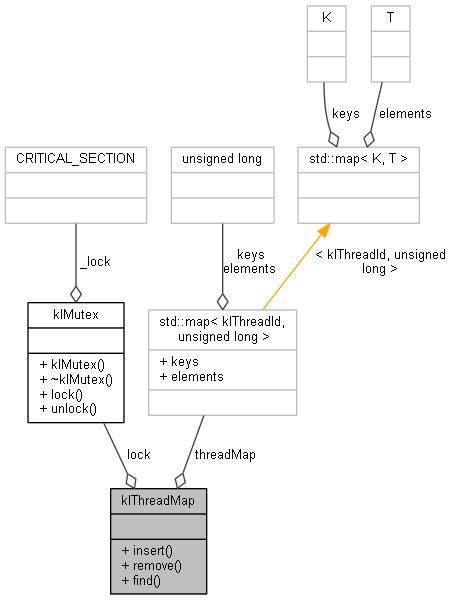 K
T
keys
elements
CRITICAL_SECTION
unsigned long
std::map< K, T >
_lock
keys
elements
< klThreadId, unsigned
long >
klMutex
+ klMutex()
+ ~klMutex()
+ lock()
+ unlock()
std::map< klThreadId,
unsigned long >
+ keys
+ elements
lock
threadMap
klThreadMap
+ insert()
+ remove()
+ find()